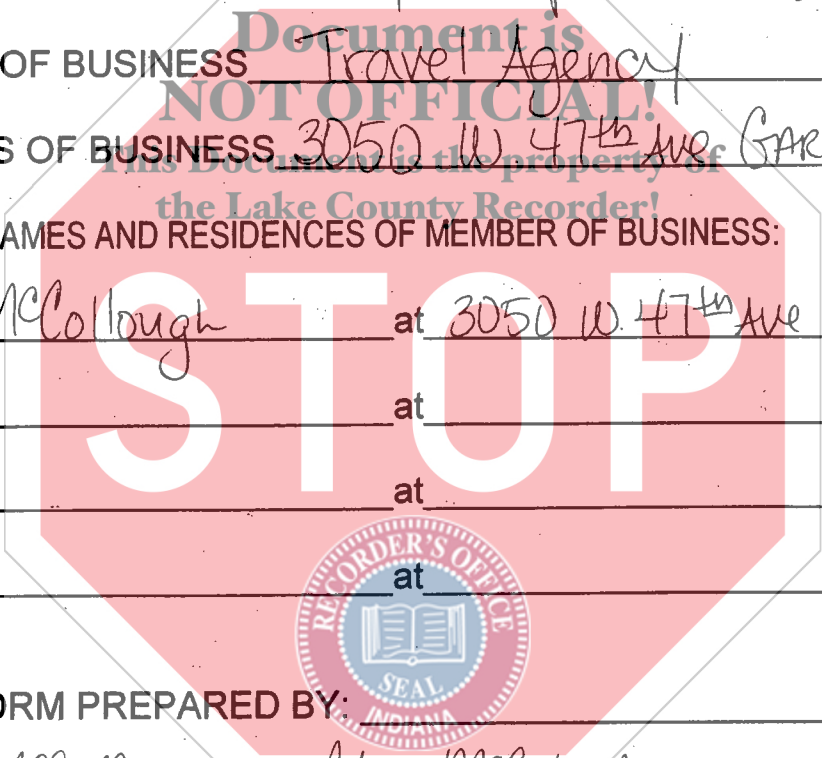 Document is
OF BUSINESS Travel Agency
NOT OFFICIAL!
S OF BUSINESS 3050 W 47th Ave GAR
This Document is the property of
the Lake County Recorder!
AMES AND RESIDENCES OF MEMBER OF BUSINESS:
McCollough at 3050 W. 47th Ave
STOP
at
at
at
RECORDER'S OFFICE
SEAL
INDIANA
ORM PREPARED BY: